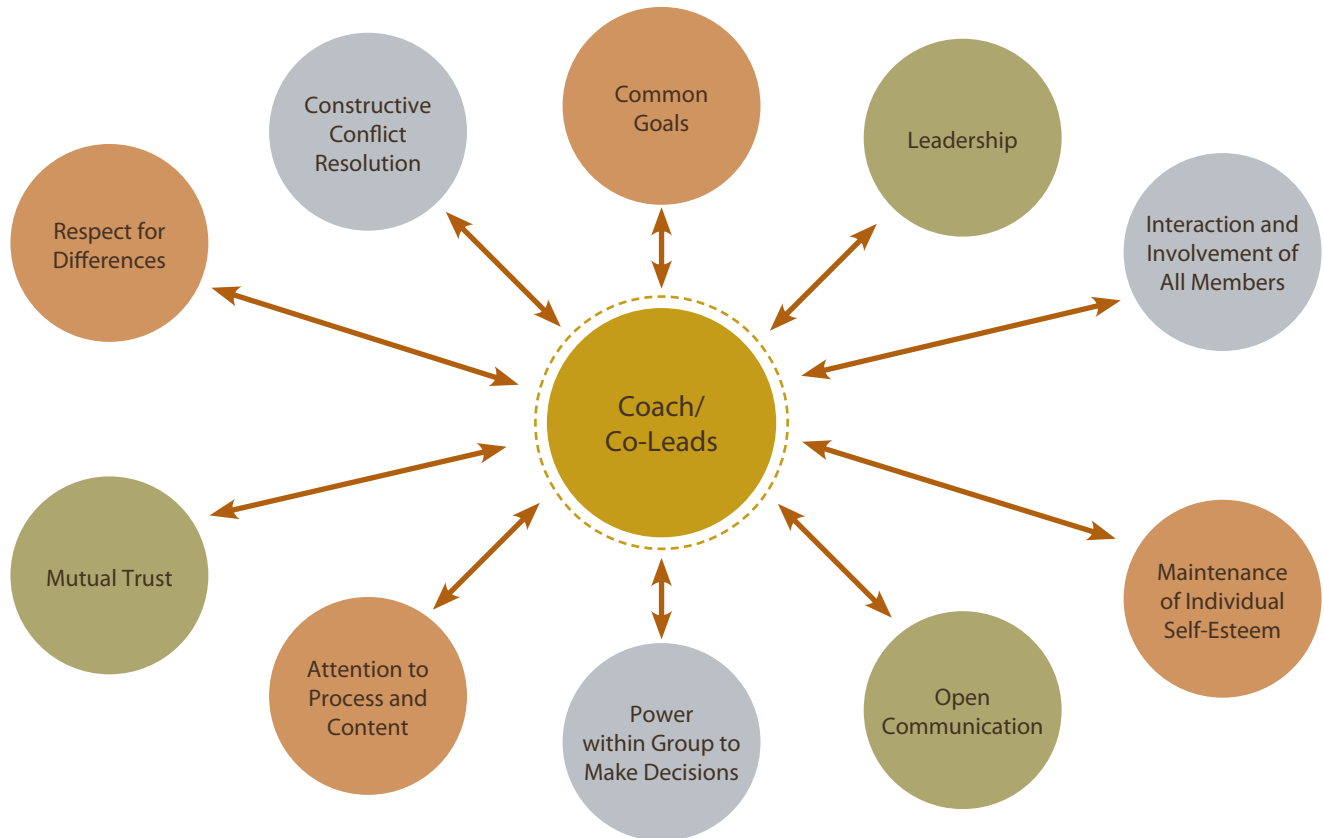 Common
Goals
Constructive
Conflict
Resolution
Leadership
Respect for
Differences
Interaction and
Involvement of
All Members
Coach/
Co-Leads
Mutual Trust
Maintenance
of Individual
Self-Esteem
Attention to
Process and
Content
Power
within Group to
Make Decisions
Open
Communication